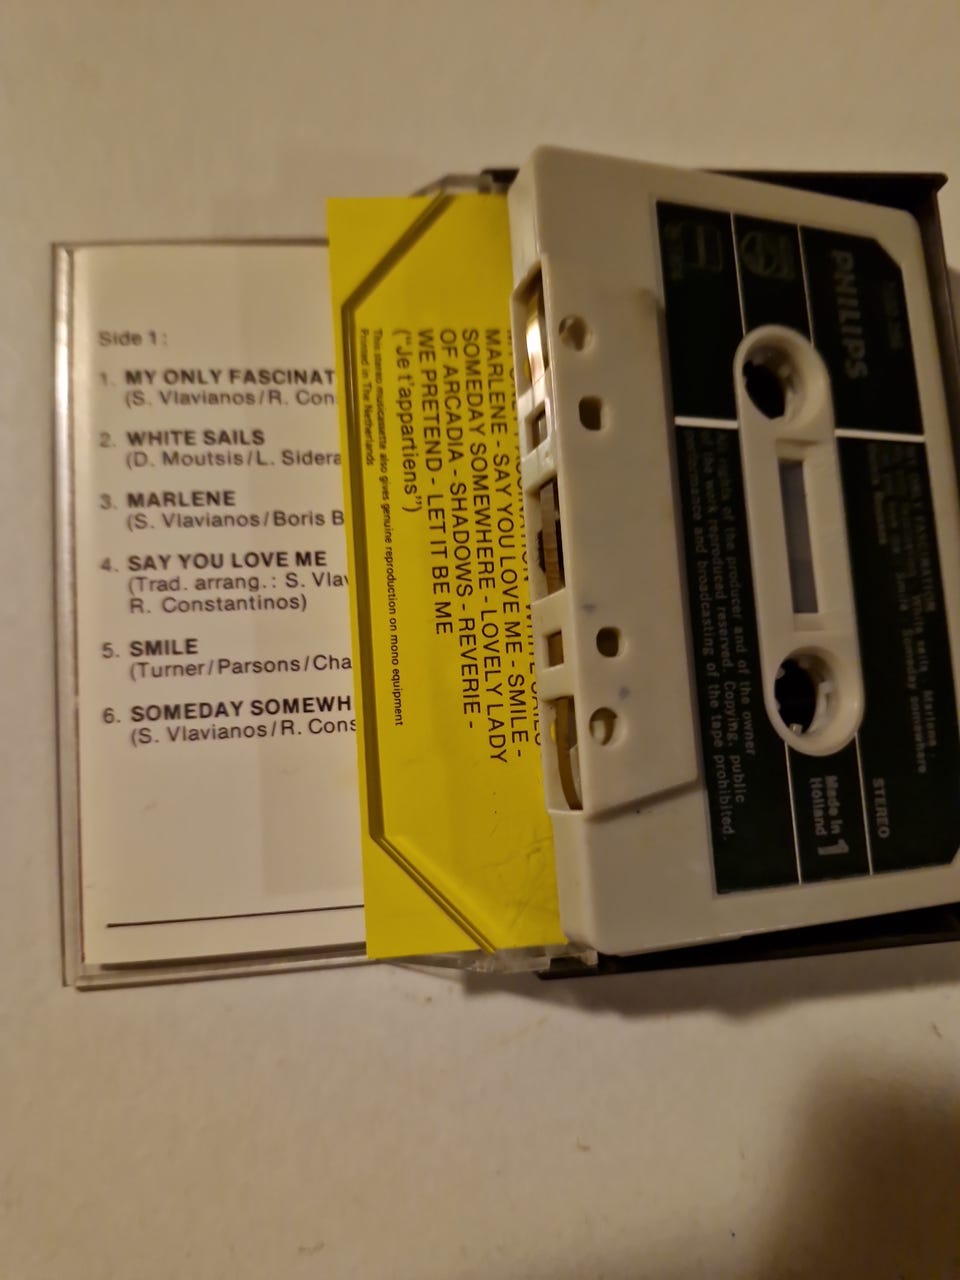 Side 1:
1. MY ONLY FASCINAT
(S. Vlavianos/R. Con
2. WHITE SAILS
(D. Moutsis/L. Sidera
3. MARLENE
(S. Vlavianos/Boris B
4. SAY YOU LOVE ME
(Trad. arrang.: S. Vlav
R. Constantinos)
5. SMILE
(Turner/Parsons/Cha
6. SOMEDAY SOMEWH
(S. Vlavianos/R. Cons
MARLENE - SAY YOU LOVE ME - SMILE -
SOMEDAY SOMEWHERE - LOVELY LADY
OF ARCADIA - SHADOWS - REVERIE -
WE PRETEND - LET IT BE ME
("Je t'appartiens")
This stereo musicassette also gives genuine reproduction on mono equipment
Printed in The Netherlands
PHILIPS
STEREO
Made in
Holland
1
All rights of the producer and of the owner
of the work reproduced reserved. Copying, public
performance and broadcasting of the tape prohibited.